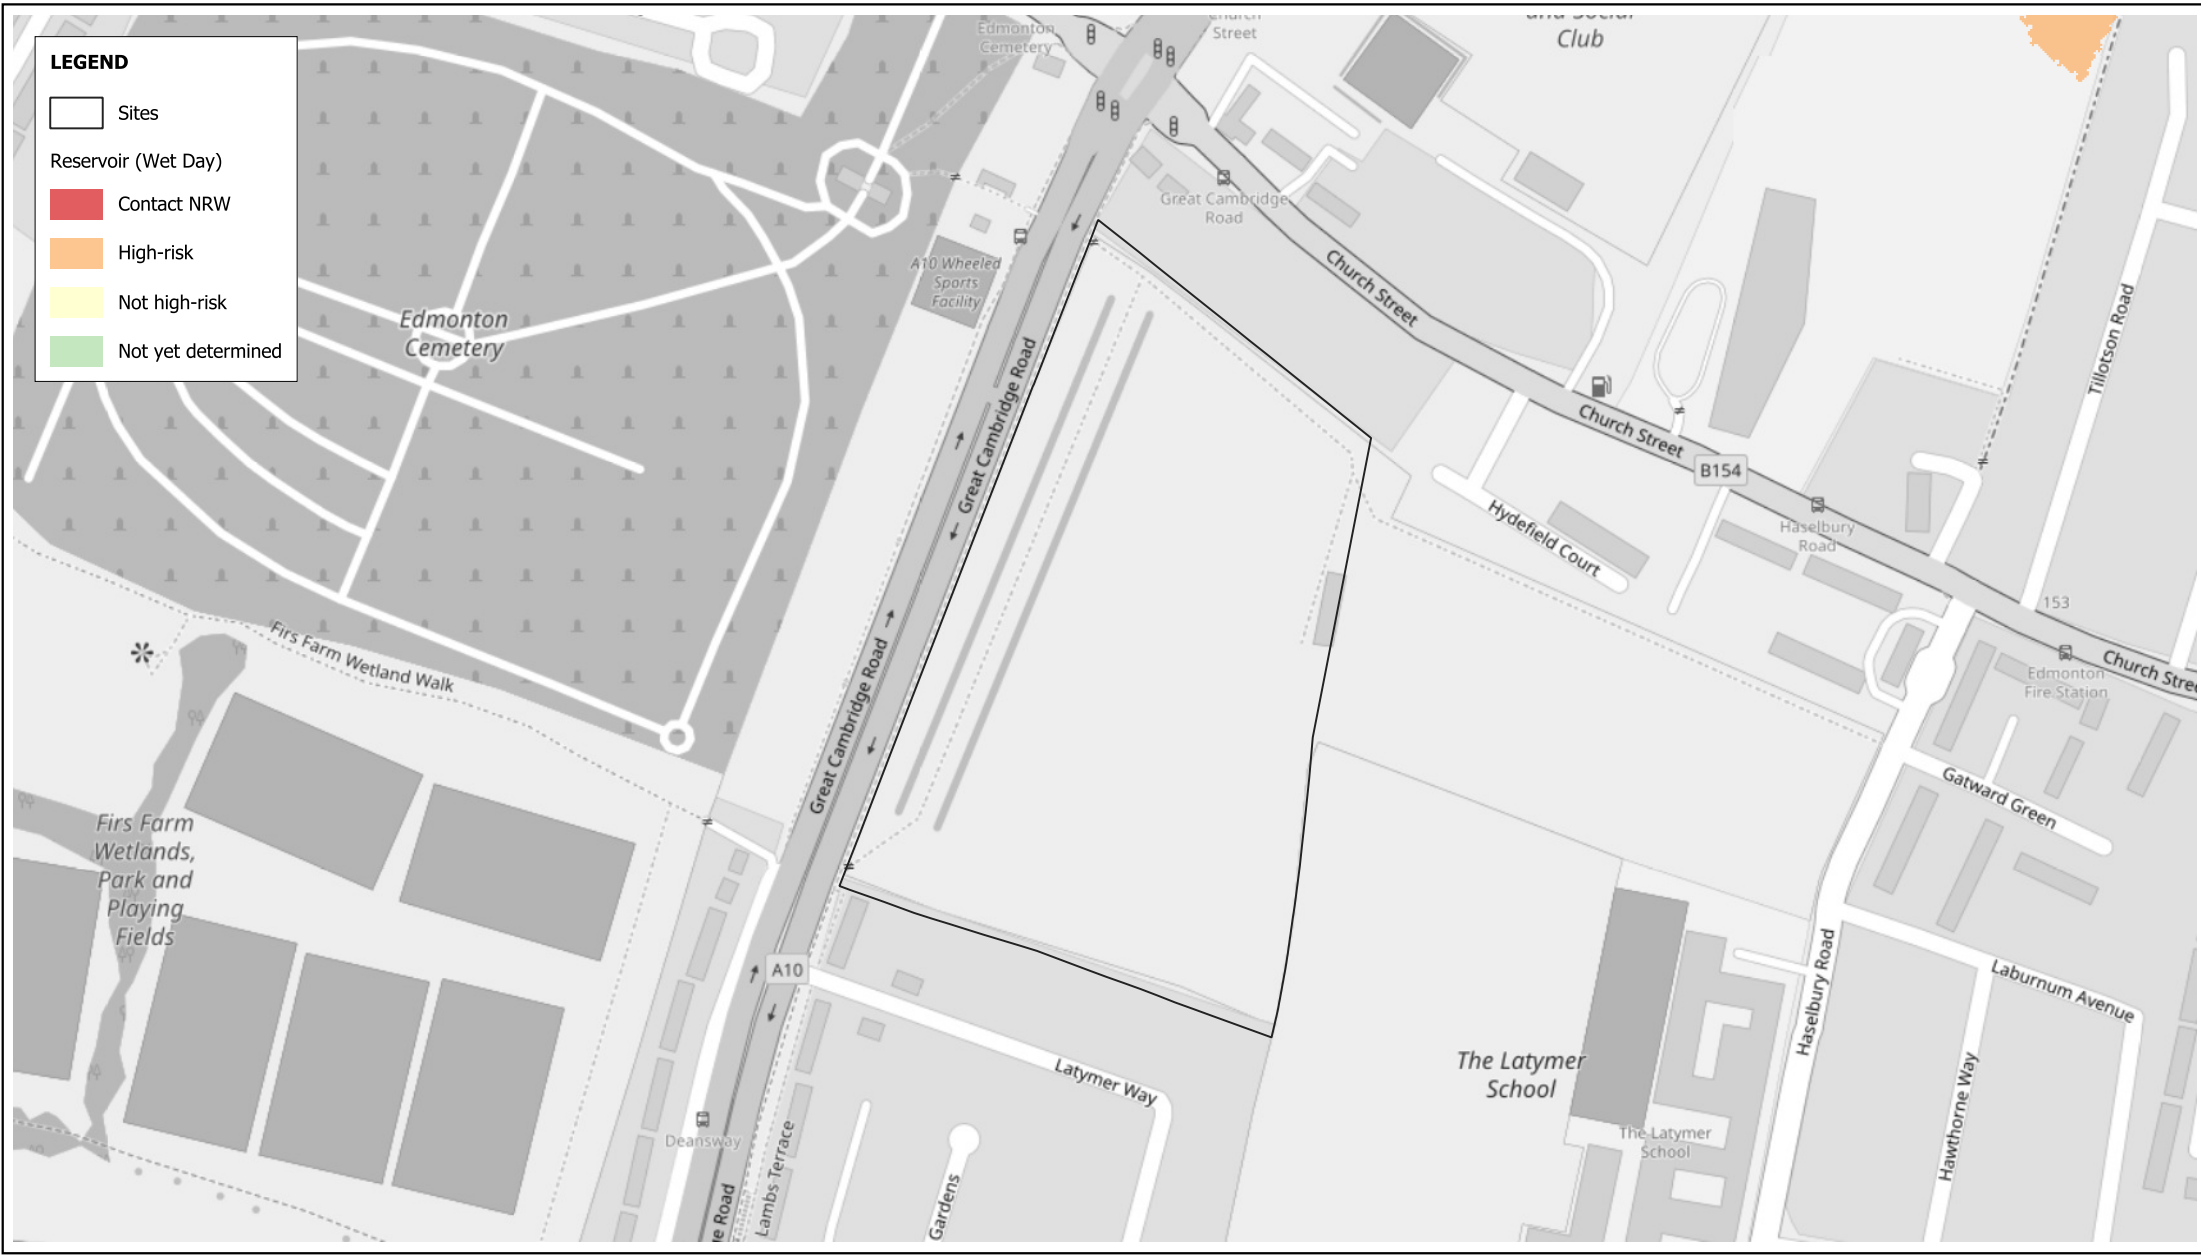 LEGEND
Sites
Reservoir (Wet Day)
Contact NRW
High-risk
Not high-risk
Not yet determined
Edmonton
Cemetery
Church
Street
and Social
Club
Great Cambridge
Road
A10 Wheeled
Sports
Facility
Edmonton
Cemetery
Church Street
Tillotson Road
Great Cambridge Road
Church Street
B154
Hydefield Court
Haselbury
Road
153
Church Stree
Edmonton
Fire Station
Firs Farm Wetland Walk
Great Cambridge Road
Gatward Green
Firs Farm
Wetlands,
Park and
Playing
Fields
A10
Haselbury Road
Laburnum Avenue
Latymer Way
The Latymer
School
Hawthorne Way
Deansway
Lambs Terrace
The Latymer
School
ge Road
Gardens